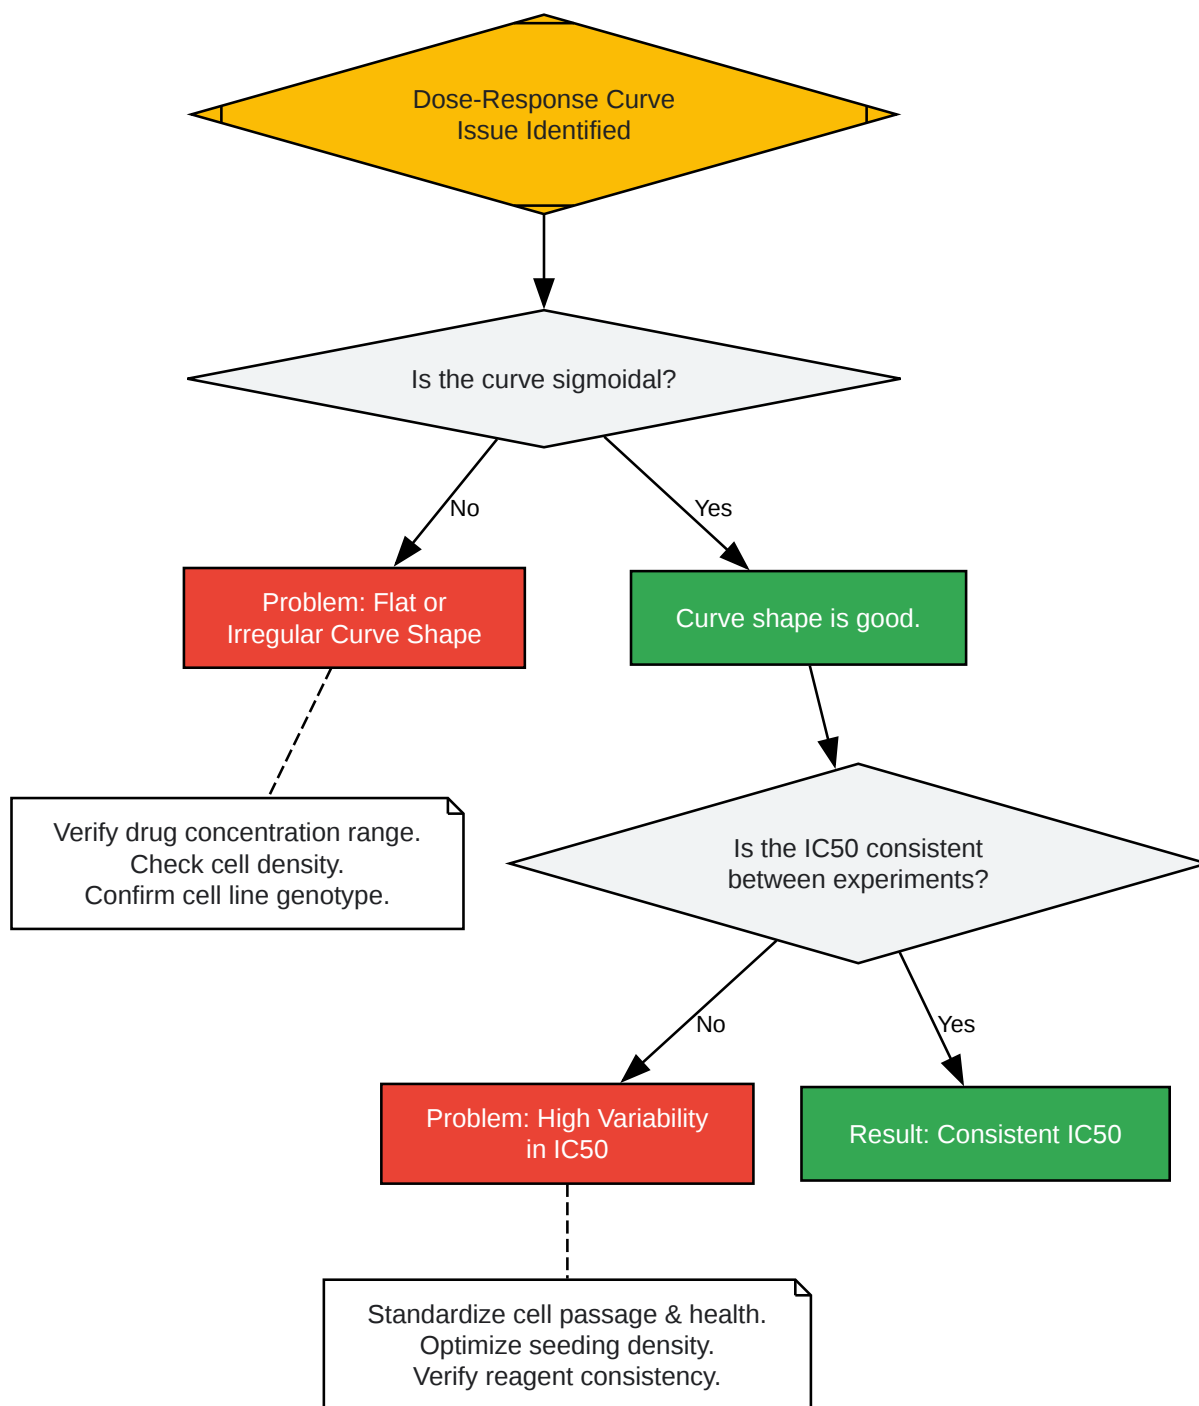 Dose-Response Curve
Issue Identified
Is the curve sigmoidal?
No
Yes
Problem: Flat or
Irregular Curve Shape
Curve shape is good.
Verify drug concentration range.
Check cell density.
Confirm cell line genotype.
Is the IC50 consistent
between experiments?
No
Yes
Problem: High Variability
in IC50
Result: Consistent IC50
Standardize cell passage & health.
Optimize seeding density.
Verify reagent consistency.